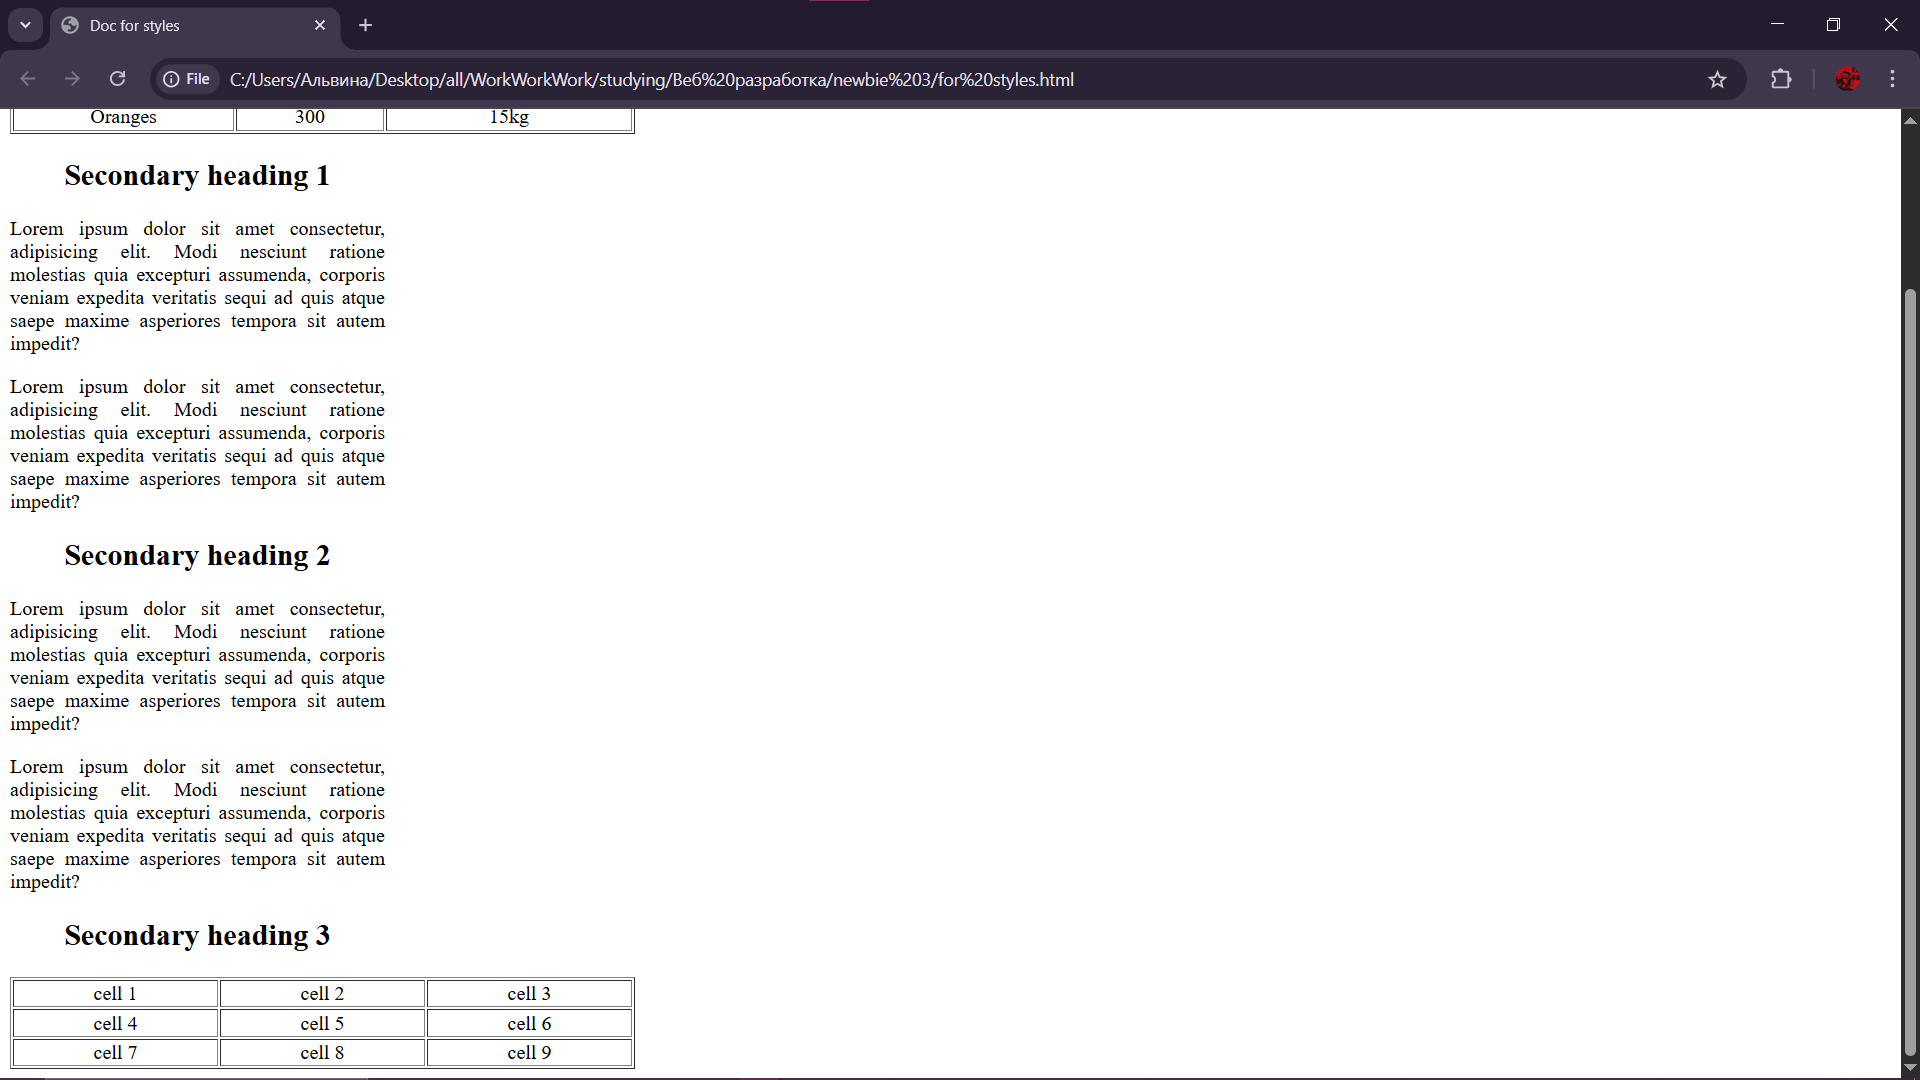 Doc for styles
File C:/Users/Альвина/Desktop/all/WorkWorkWork/studying/Веб%20разработка/newbie%203/for%20styles.html
Oranges 300 15kg
Secondary heading 1
Lorem ipsum dolor sit amet consectetur,
adipisicing elit. Modi nesciunt ratione
molestias quia excepturi assumenda, corporis
veniam expedita veritatis sequi ad quis atque
saepe maxime asperiores tempora sit autem
impedit?
Lorem ipsum dolor sit amet consectetur,
adipisicing elit. Modi nesciunt ratione
molestias quia excepturi assumenda, corporis
veniam expedita veritatis sequi ad quis atque
saepe maxime asperiores tempora sit autem
impedit?
Secondary heading 2
Lorem ipsum dolor sit amet consectetur,
adipisicing elit. Modi nesciunt ratione
molestias quia excepturi assumenda, corporis
veniam expedita veritatis sequi ad quis atque
saepe maxime asperiores tempora sit autem
impedit?
Lorem ipsum dolor sit amet consectetur,
adipisicing elit. Modi nesciunt ratione
molestias quia excepturi assumenda, corporis
veniam expedita veritatis sequi ad quis atque
saepe maxime asperiores tempora sit autem
impedit?
Secondary heading 3
cell 1 cell 2 cell 3
cell 4 cell 5 cell 6
cell 7 cell 8 cell 9